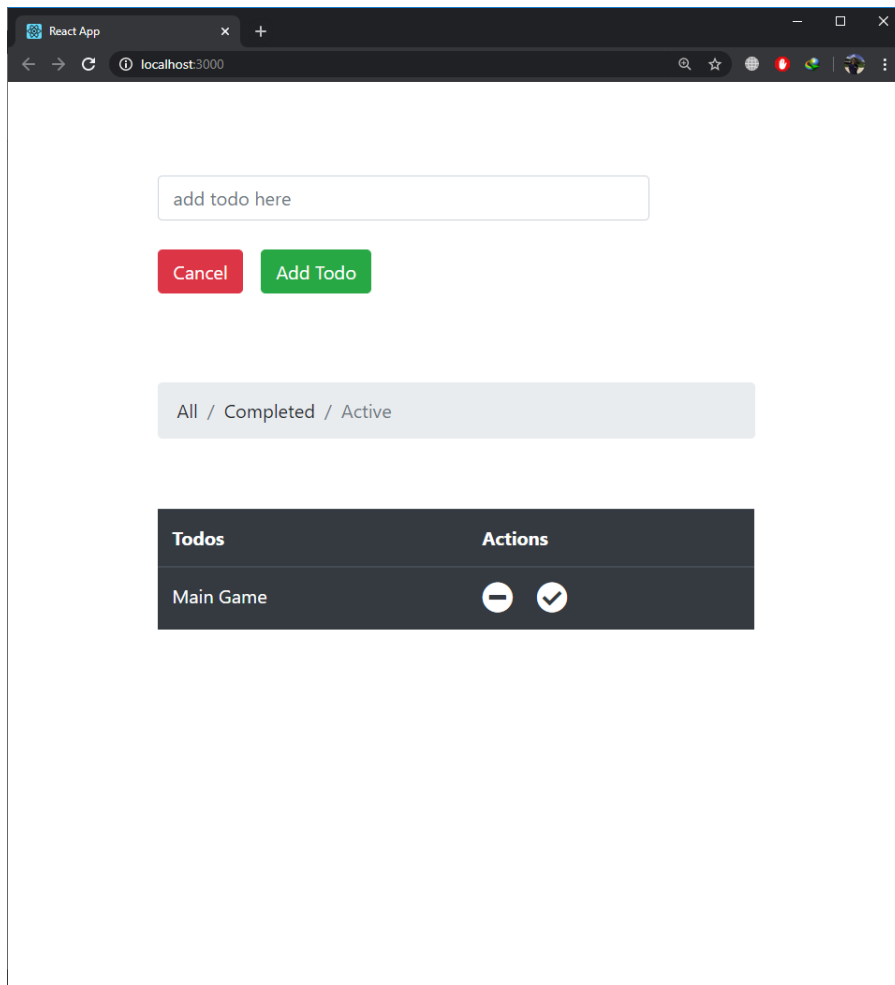 React App
localhost:3000
add todo here
Cancel Add Todo
All / Completed / Active
Todos Actions
Main Game